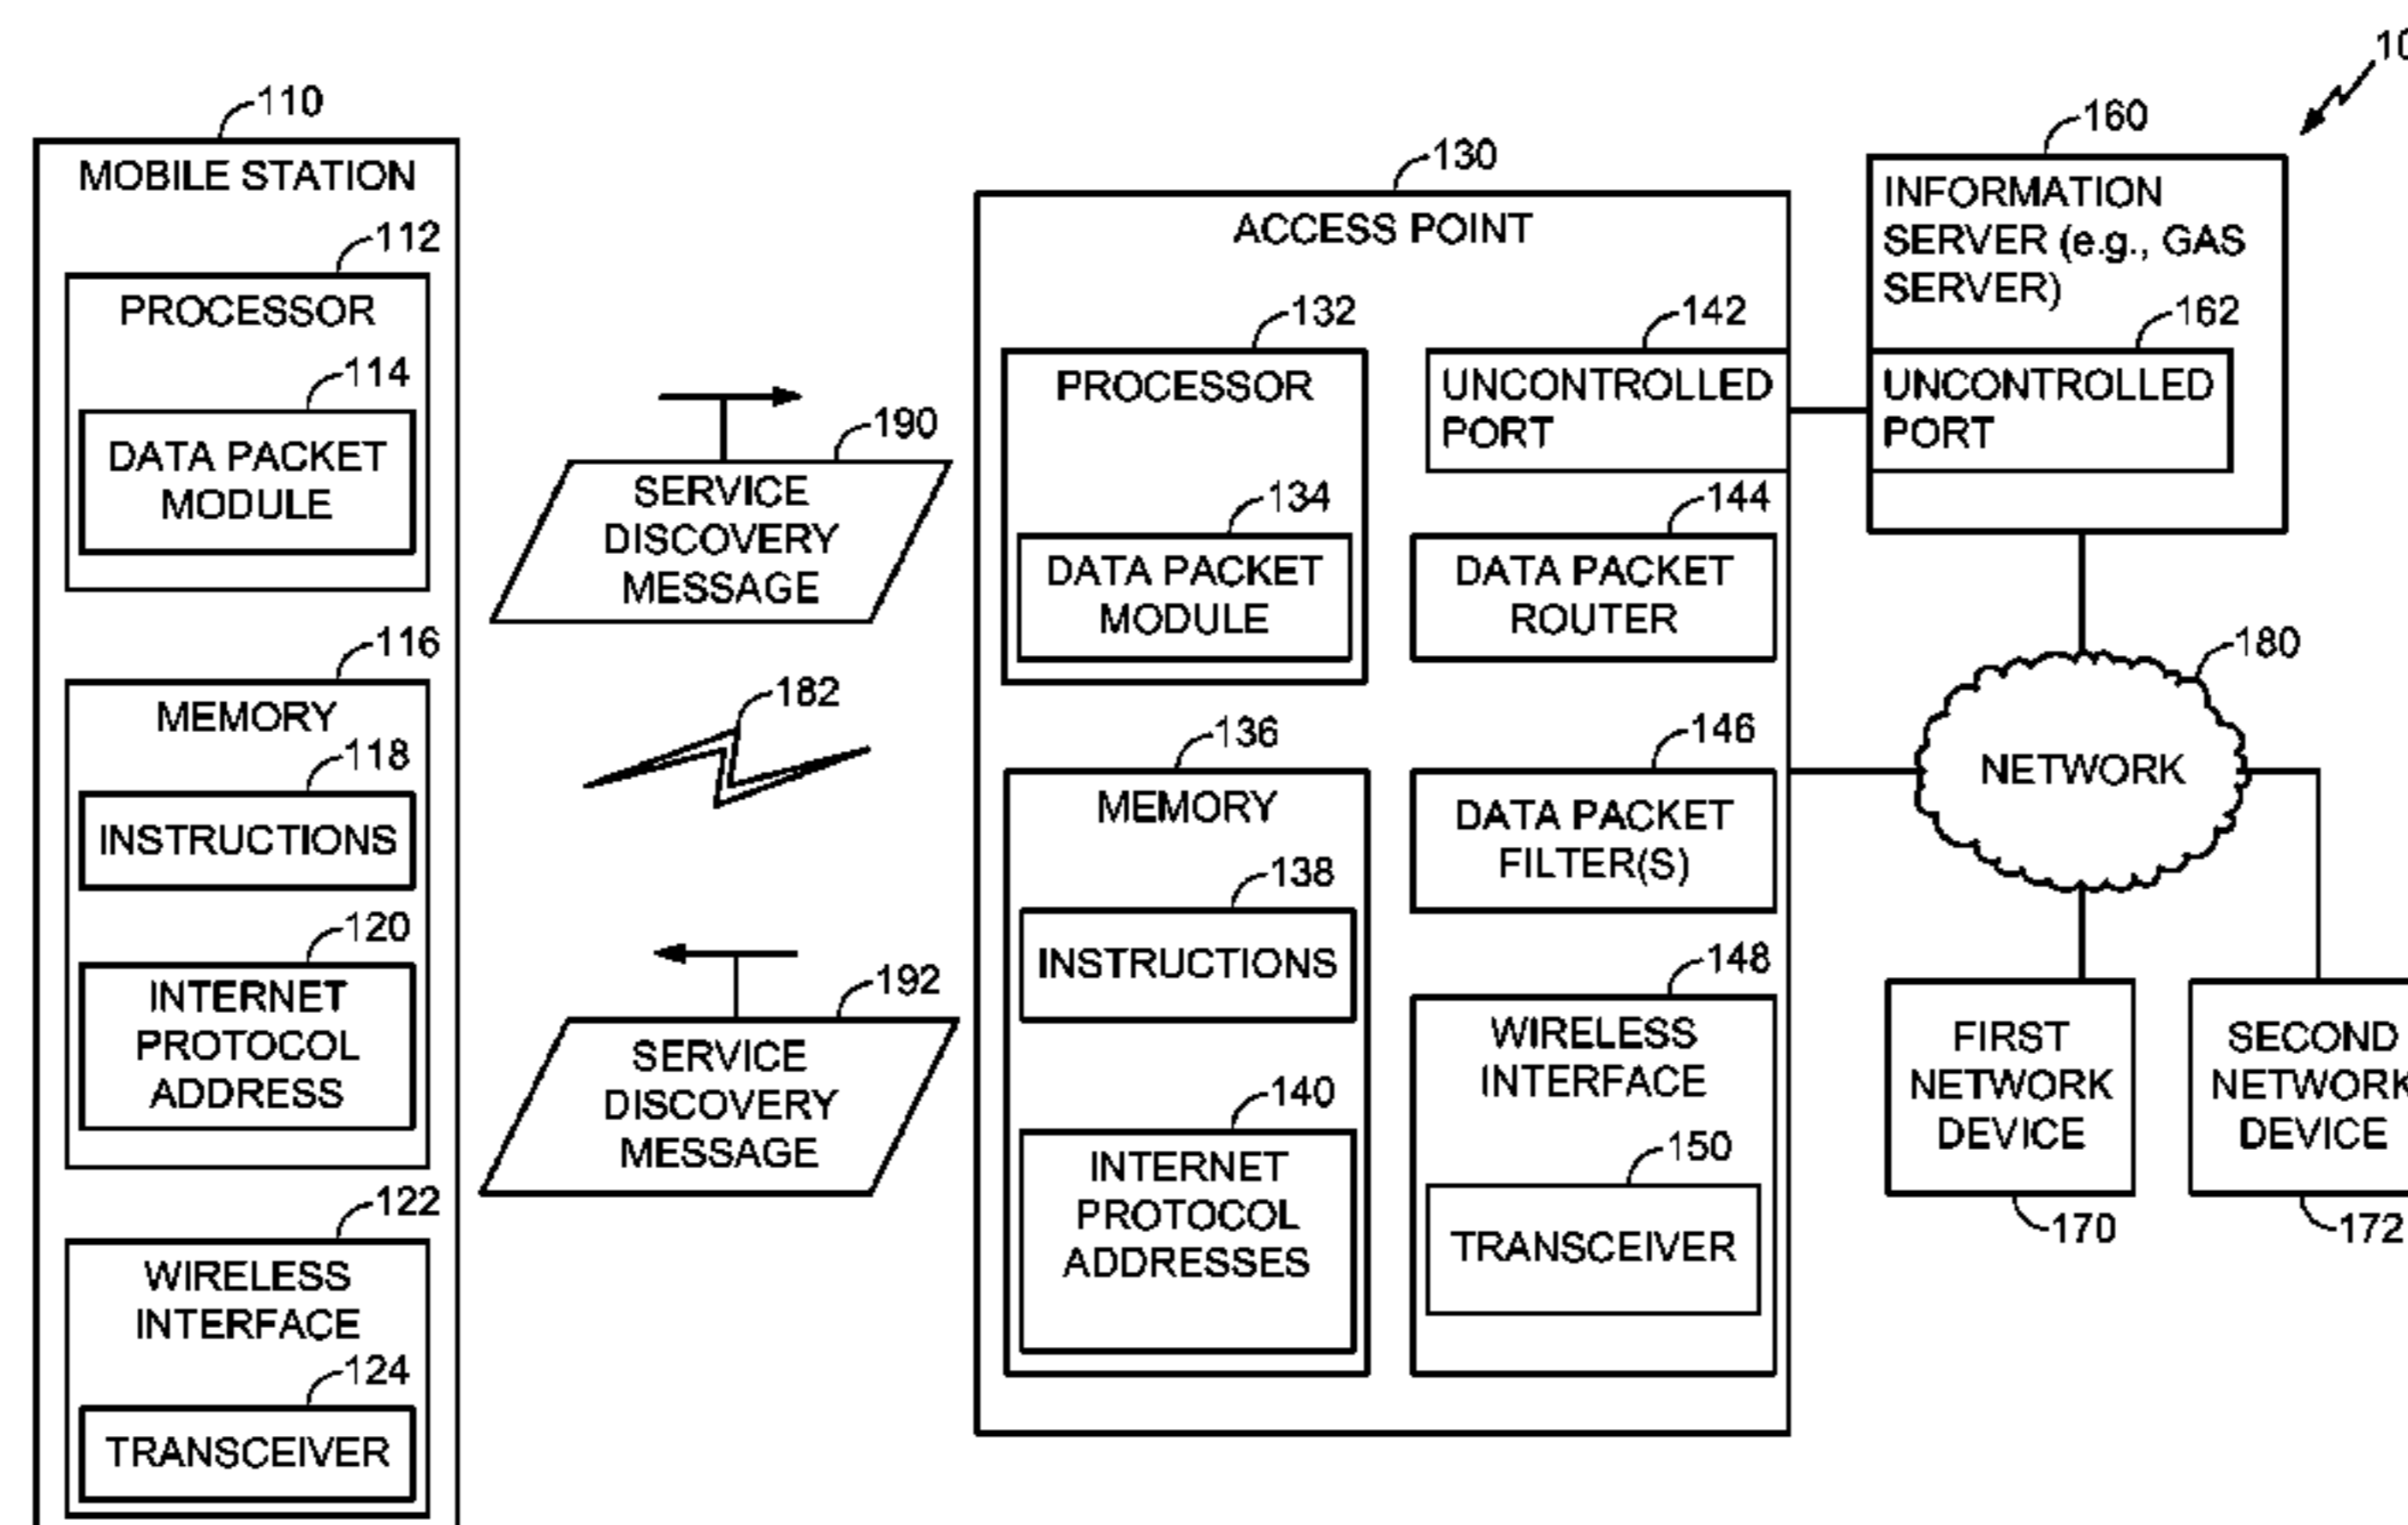 110
MOBILE STATION
112
PROCESSOR
114
DATA PACKET
MODULE
116
MEMORY
118
INSTRUCTIONS
120
INTERNET
PROTOCOL
ADDRESS
122
WIRELESS
INTERFACE
124
TRANSCEIVER
190
SERVICE
DISCOVERY
MESSAGE
182
192
SERVICE
DISCOVERY
MESSAGE
130
ACCESS POINT
132
PROCESSOR
134
DATA PACKET
MODULE
136
MEMORY
138
INSTRUCTIONS
140
INTERNET
PROTOCOL
ADDRESSES
142
UNCONTROLLED
PORT
144
DATA PACKET
ROUTER
146
DATA PACKET
FILTER(S)
148
WIRELESS
INTERFACE
150
TRANSCEIVER
160
INFORMATION
SERVER (e.g., GAS
SERVER)
162
UNCONTROLLED
PORT
180
NETWORK
FIRST
NETWORK
DEVICE
170
SECOND
NETWORK
DEVICE
172